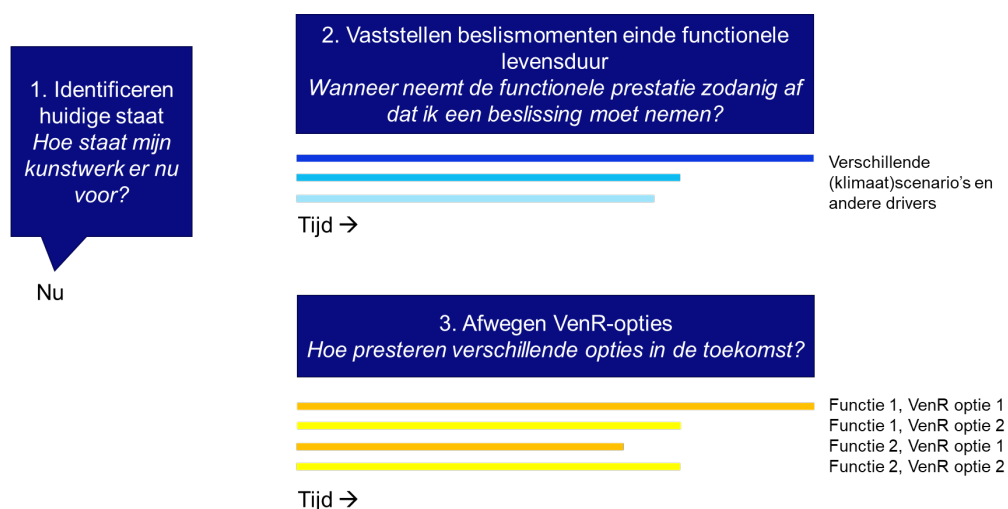 1. Identificeren
huidige staat
Hoe staat mijn
kunstwerk er nu
voor?
Nu
2. Vaststellen beslismomenten einde functionele
levensduur
Wanneer neemt de functionele prestatie zodanig af
dat ik een beslissing moet nemen?
Verschillende
(klimaat)scenario's en
andere drivers
Tijd →
3. Afwegen VenR-opties
Hoe presteren verschillende opties in de toekomst?
Functie 1, VenR optie 1
Functie 1, VenR optie 2
Functie 2, VenR optie 1
Functie 2, VenR optie 2
Tijd →